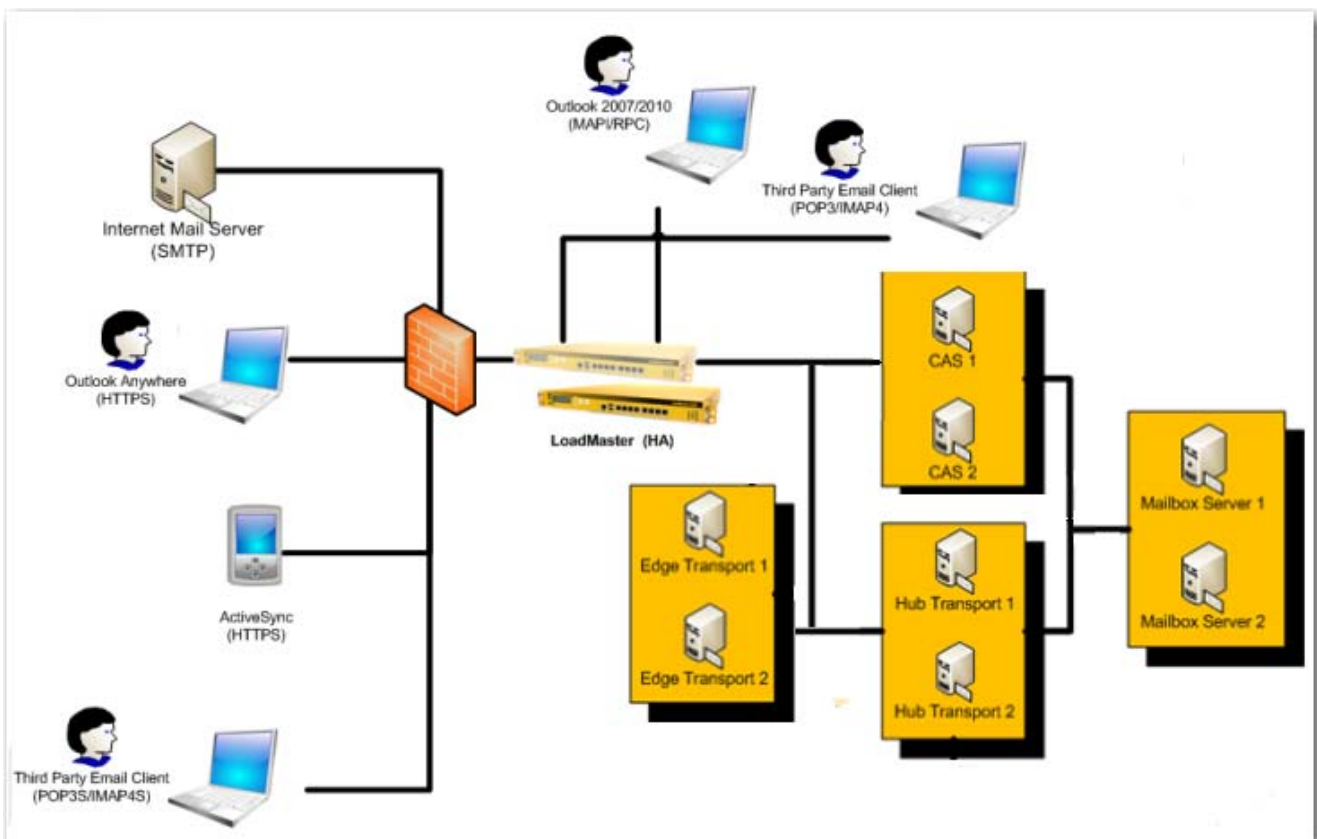 Outlook 2007/2010
(MAPI/RPC)
Third Party Email Client
(POP3/IMAP4)
Internet Mail Server
(SMTP)
Outlook Anywhere
(HTTPS)
LoadMaster (HA)
CAS 1
CAS 2
Mailbox Server 1
Mailbox Server 2
Edge Transport 1
Edge Transport 2
Hub Transport 1
Hub Transport 2
ActiveSync
(HTTPS)
Third Party Email Client
(POP3S/IMAP4S)